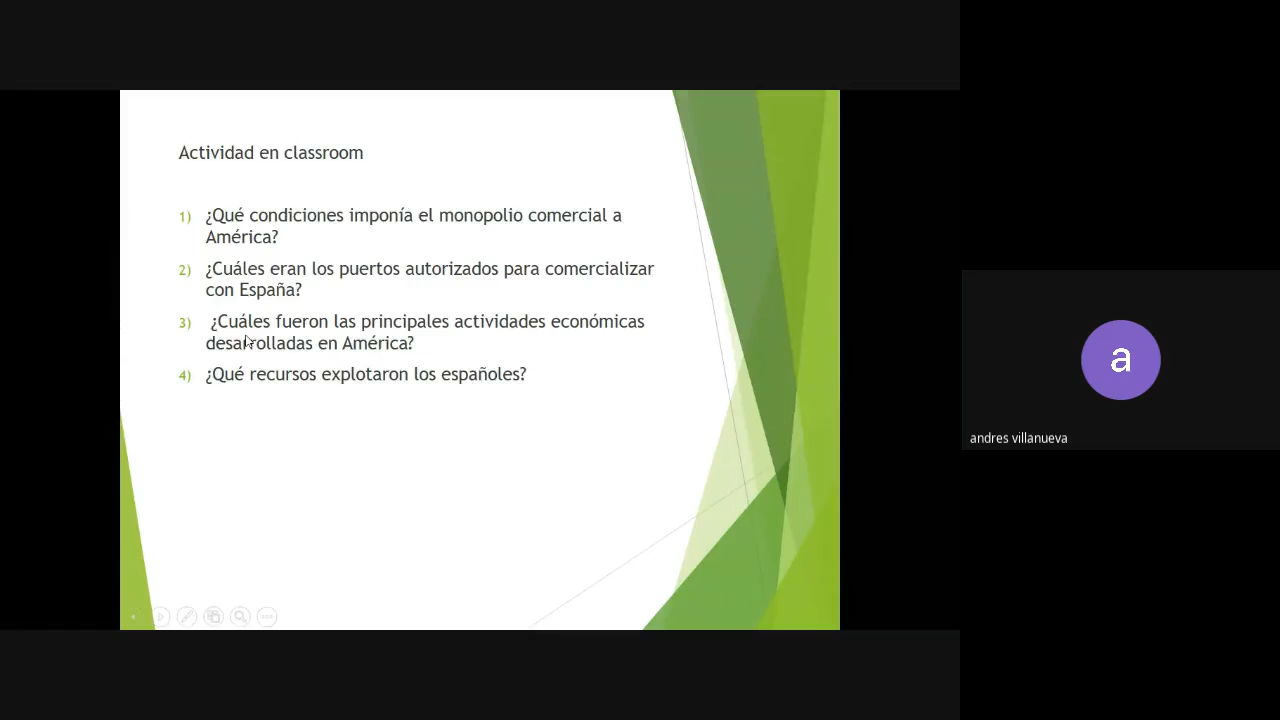 Actividad en classroom
1) ¿Qué condiciones imponía el monopolio comercial a
América?
2) ¿Cuáles eran los puertos autorizados para comercializar
con España?
3) ¿Cuáles fueron las principales actividades económicas
desarrolladas en América?
4) ¿Qué recursos explotaron los españoles?
a
andres villanueva